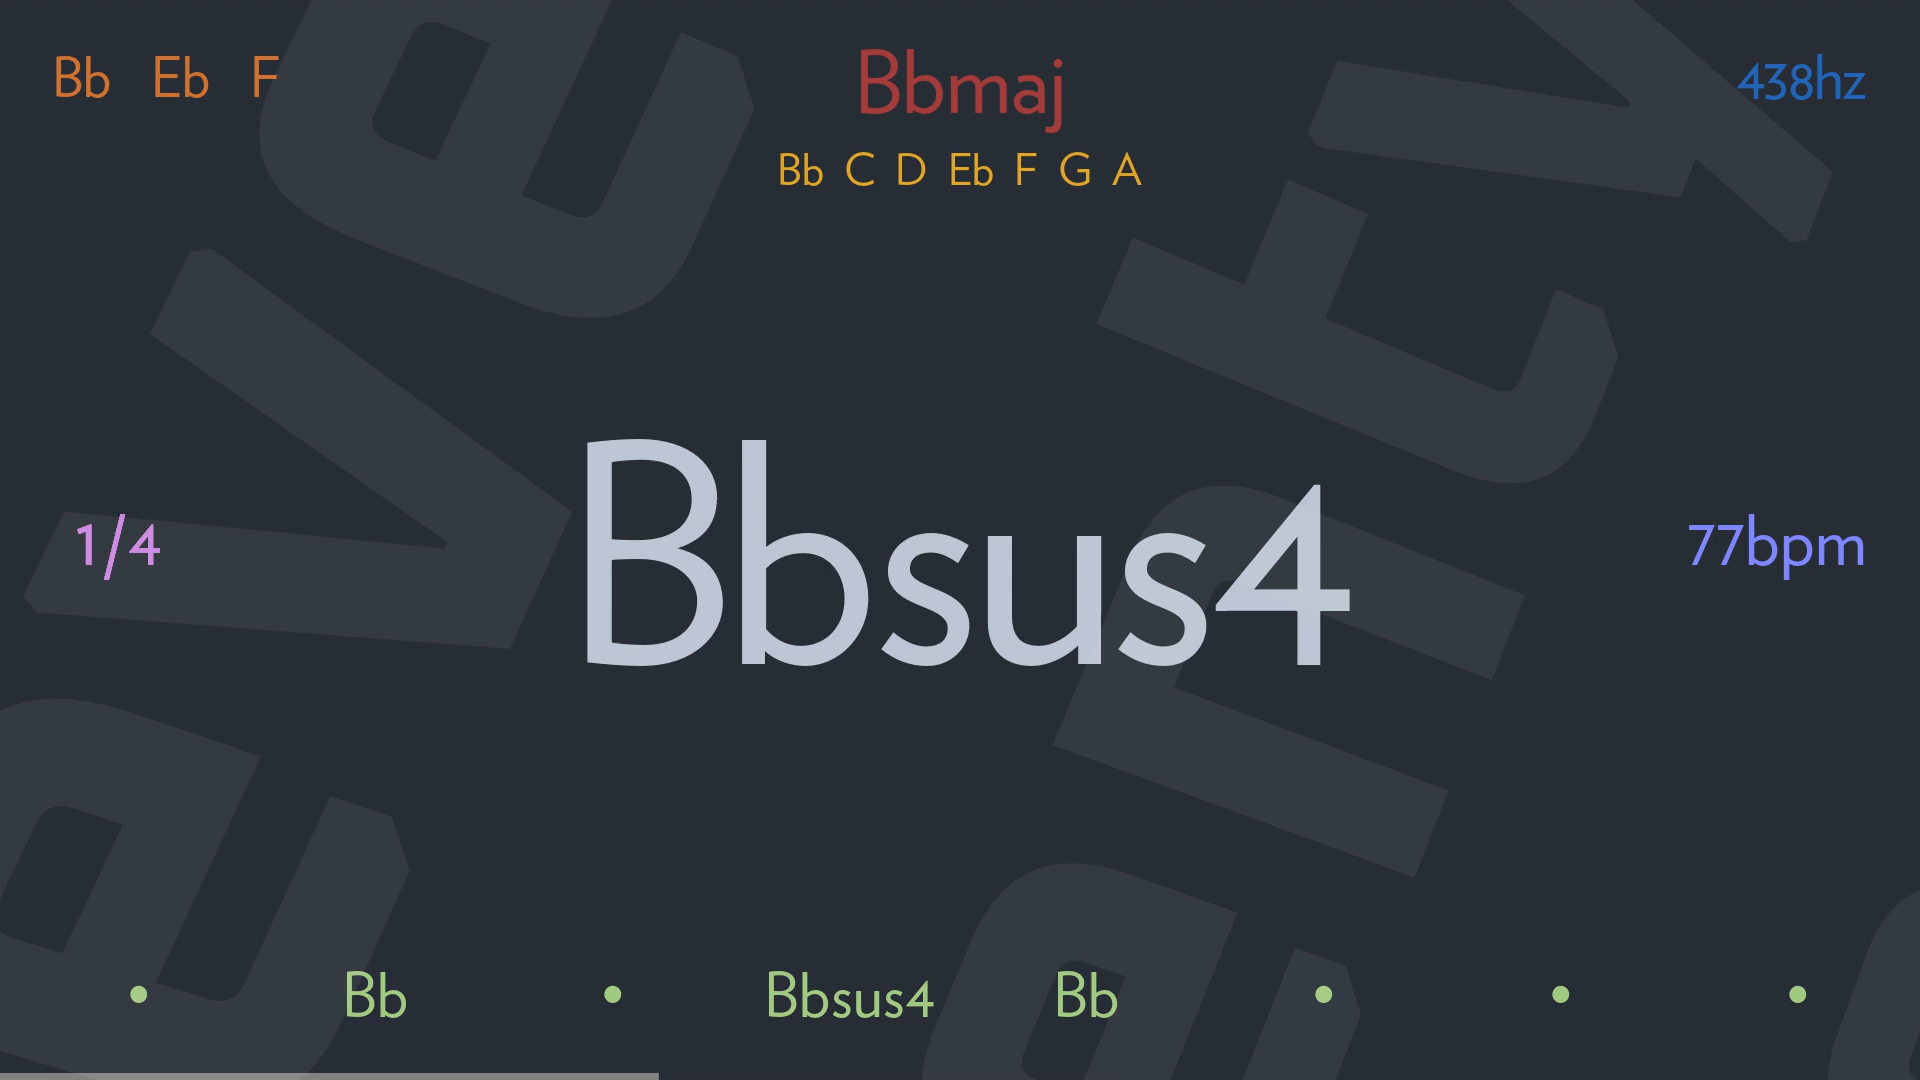 Bb Eb F
Bbmaj
438hz
Bb C D Eb F G A
1/4
Bbsus4
77bpm
• Bb • Bbsus4 Bb • • •